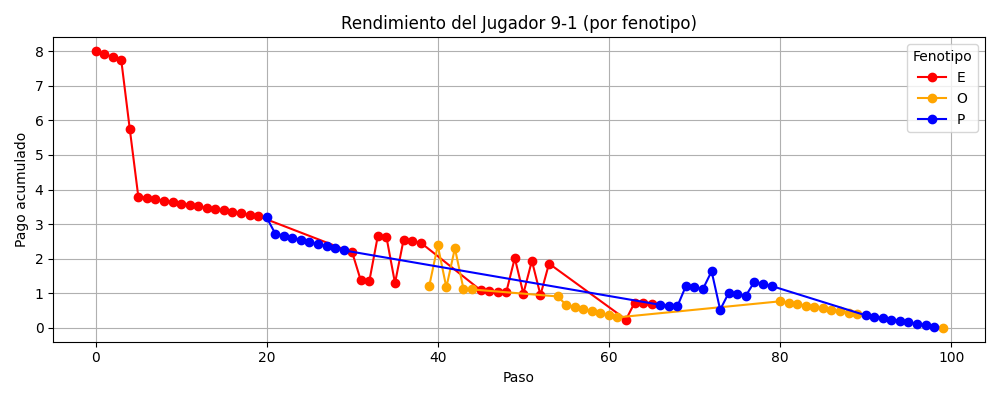 Rendimiento del Jugador 9-1 (por fenotipo)
Pago acumulado
8
7
6
5
4
3
2
1
0
Fenotipo
E
O
P
0 20 40 60 80 100
Paso